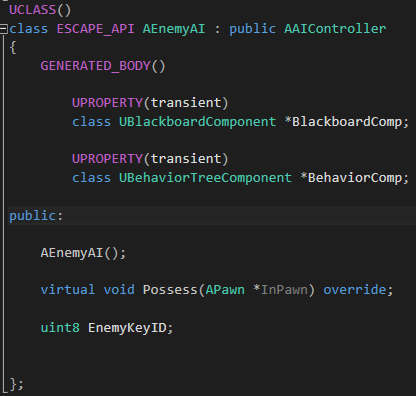 UCLASS()
class ESCAPE_API AEnemyAI : public AAIController
{
GENERATED_BODY()
UPROPERTY(transient)
class UBlackboardComponent *BlackboardComp;
UPROPERTY(transient)
class UBehaviorTreeComponent *BehaviorComp;
public:
AEnemyAI();
virtual void Possess(APawn *InPawn) override;
uint8 EnemyKeyID;
};